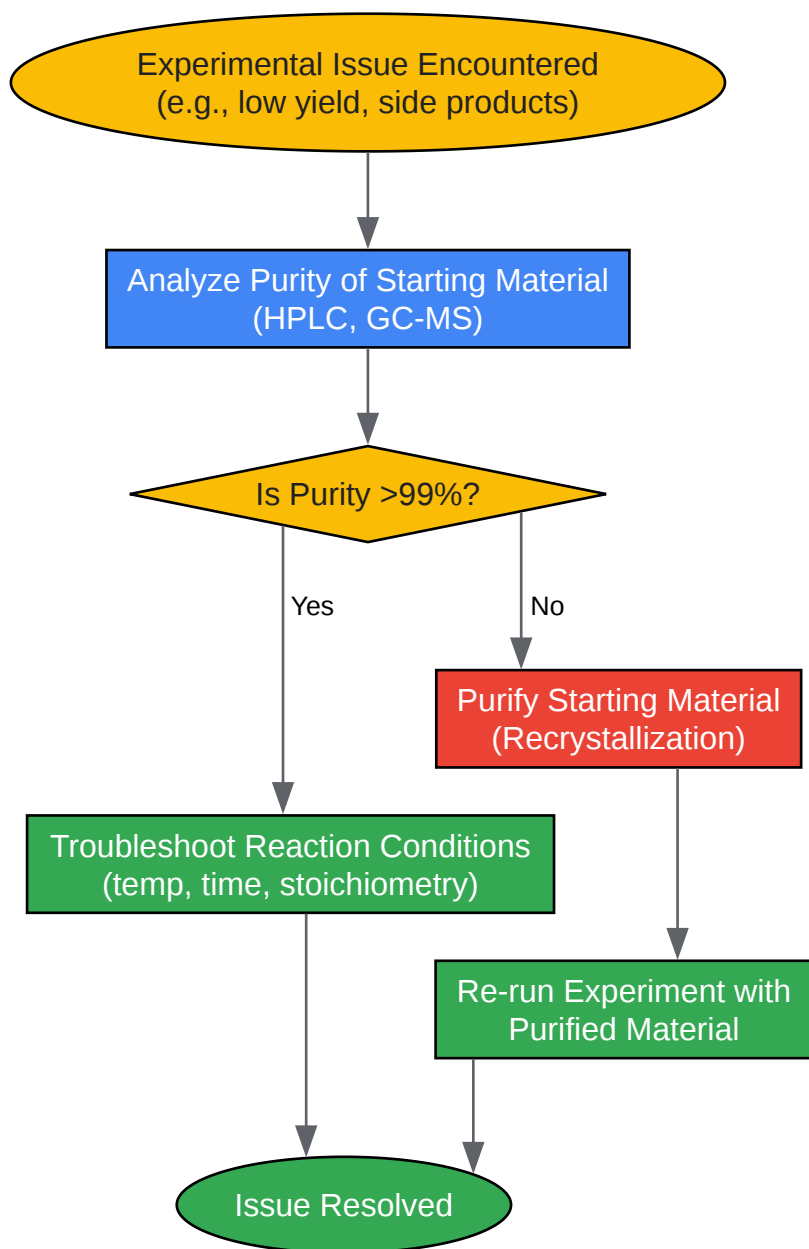 Experimental Issue Encountered
(e.g., low yield, side products)
Analyze Purity of Starting Material
(HPLC, GC-MS)
Is Purity >99%?
Yes
No
Purify Starting Material
(Recrystallization)
Troubleshoot Reaction Conditions
(temp, time, stoichiometry)
Re-run Experiment with
Purified Material
Issue Resolved